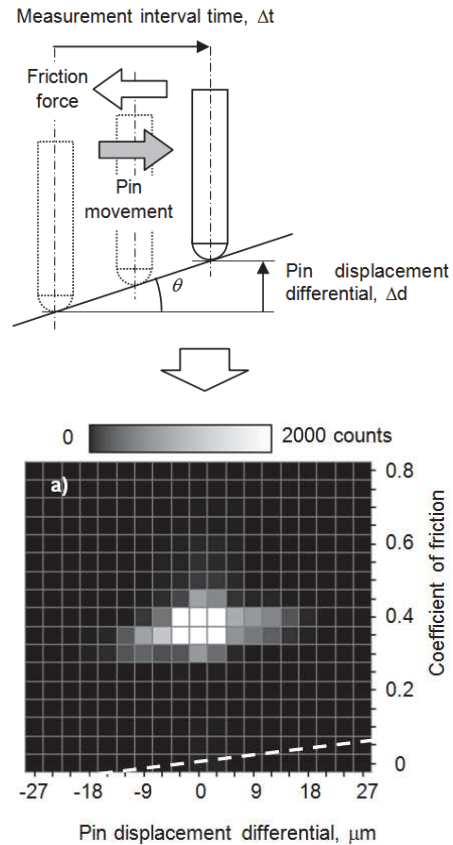 Measurement interval time, Δt
Friction
force
Pin
movement
θ
Pin displacement
differential, Δd
0 2000 counts
a)
0.8
0.6
0.4
0.2
0
Coefficient of friction
-27 -18 -9 0 9 18 27
Pin displacement differential, μm